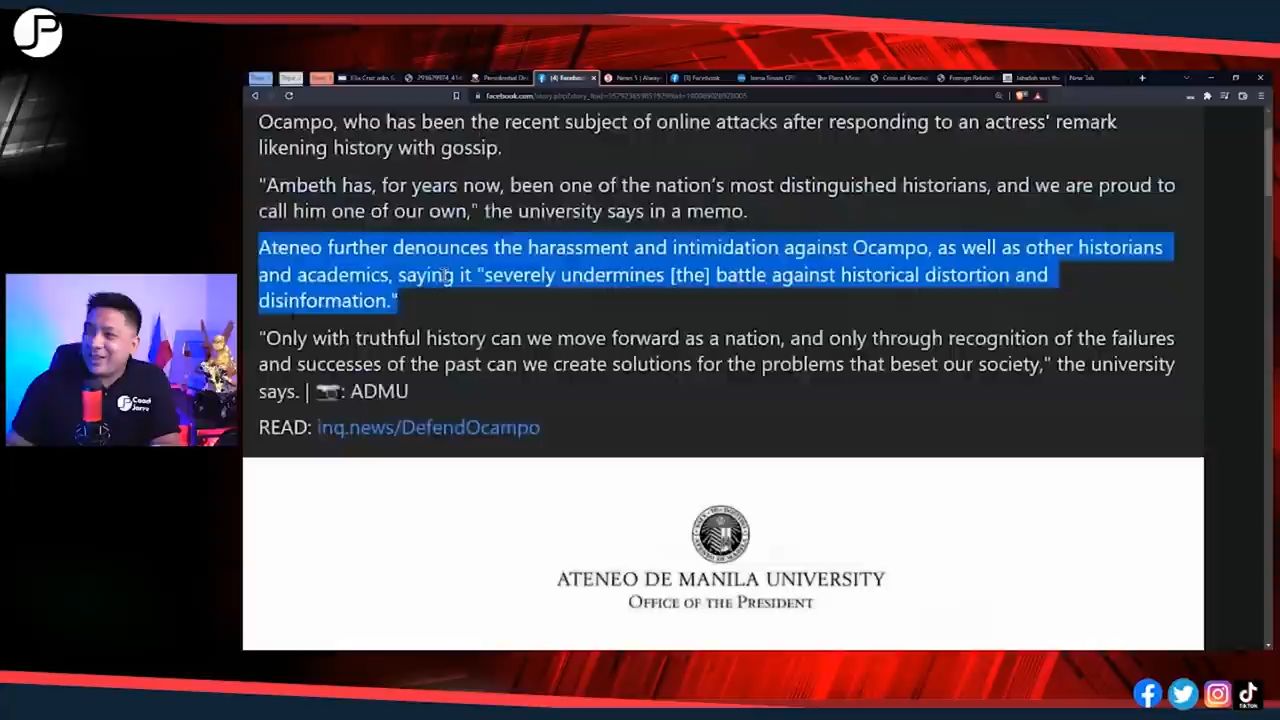 JP
facebook.com/story.php?story_fbid=
Ocampo, who has been the recent subject of online attacks after responding to an actress' remark
likening history with gossip.
"Ambeth has, for years now, been one of the nation's most distinguished historians, and we are proud to
call him one of our own," the university says in a memo.
Ateneo further denounces the harassment and intimidation against Ocampo, as well as other historians
and academics, saying it "severely undermines [the] battle against historical distortion and
disinformation."
"Only with truthful history can we move forward as a nation, and only through recognition of the failures
and successes of the past can we create solutions for the problems that beset our society," the university
says. | 📷: ADMU
READ: inq.news/DefendOcampo
ATENEO DE MANILA UNIVERSITY
OFFICE OF THE PRESIDENT